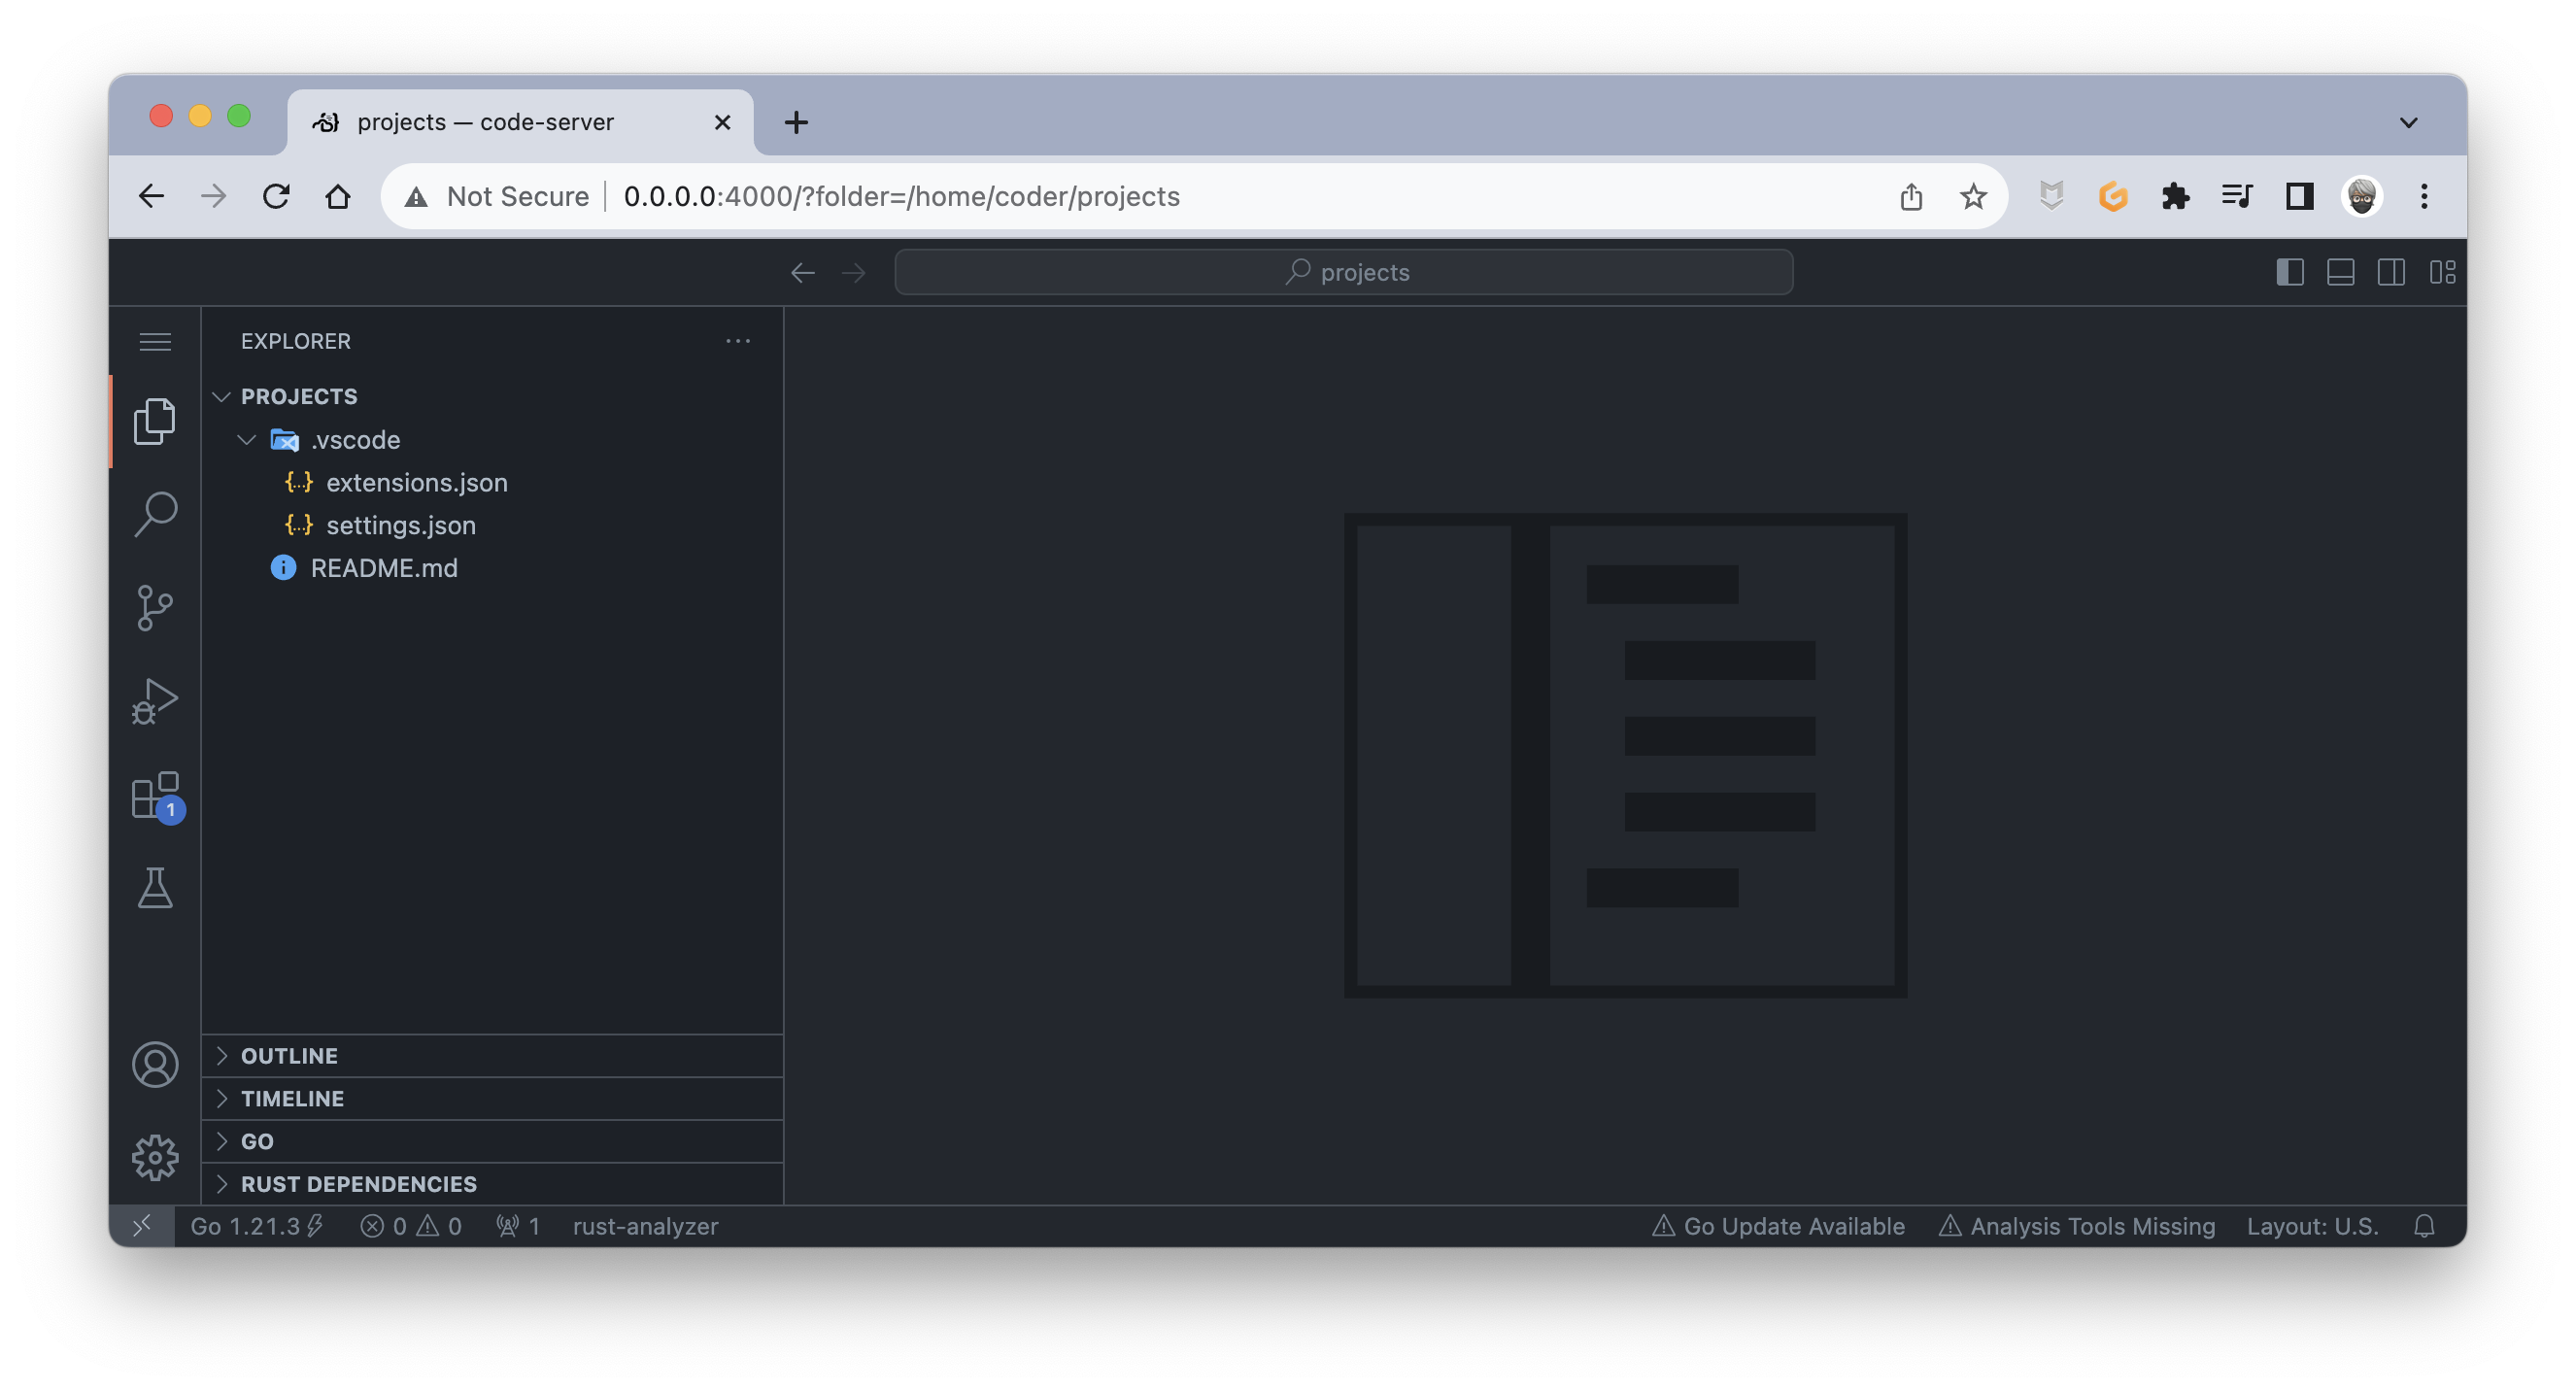 projects — code-server
Not Secure 0.0.0.0:4000/?folder=/home/coder/projects
projects
EXPLORER
PROJECTS
.vscode
{...} extensions.json
{...} settings.json
README.md
1
OUTLINE
TIMELINE
GO
RUST DEPENDENCIES
Go 1.21.3 0 0 1 rust-analyzer Go Update Available Analysis Tools Missing Layout: U.S.